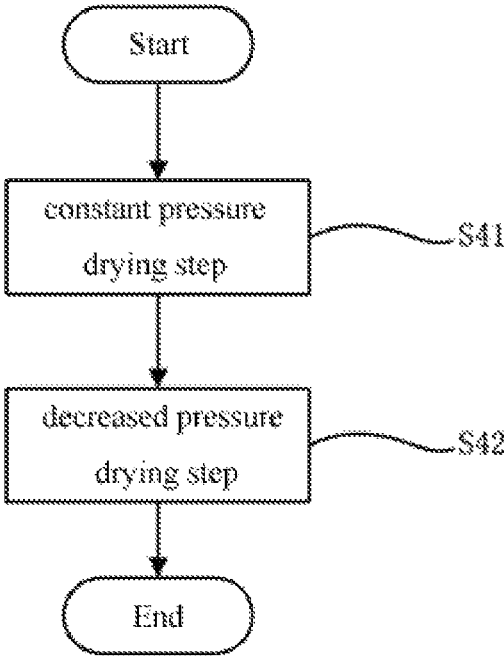 Start
constant pressure
drying step
S41
decreased pressure
drying step
S42
End